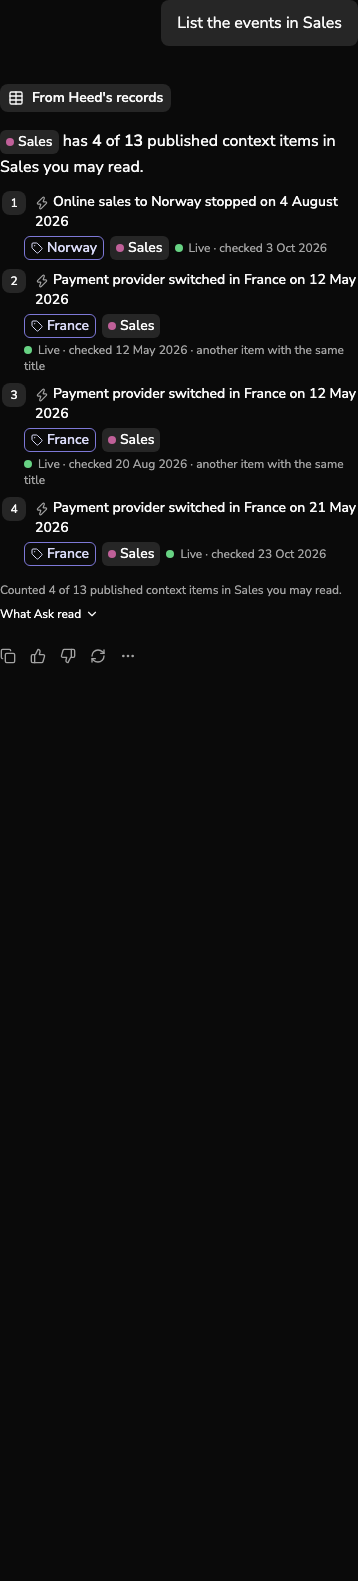 List the events in Sales
From Heed's records
Sales has 4 of 13 published context items in
Sales you may read.
1 Online sales to Norway stopped on 4 August
2026
Norway Sales Live · checked 3 Oct 2026
2 Payment provider switched in France on 12 May
2026
France Sales
Live · checked 12 May 2026 · another item with the same
title
3 Payment provider switched in France on 12 May
2026
France Sales
Live · checked 20 Aug 2026 · another item with the same
title
4 Payment provider switched in France on 21 May
2026
France Sales Live · checked 23 Oct 2026
Counted 4 of 13 published context items in Sales you may read.
What Ask read